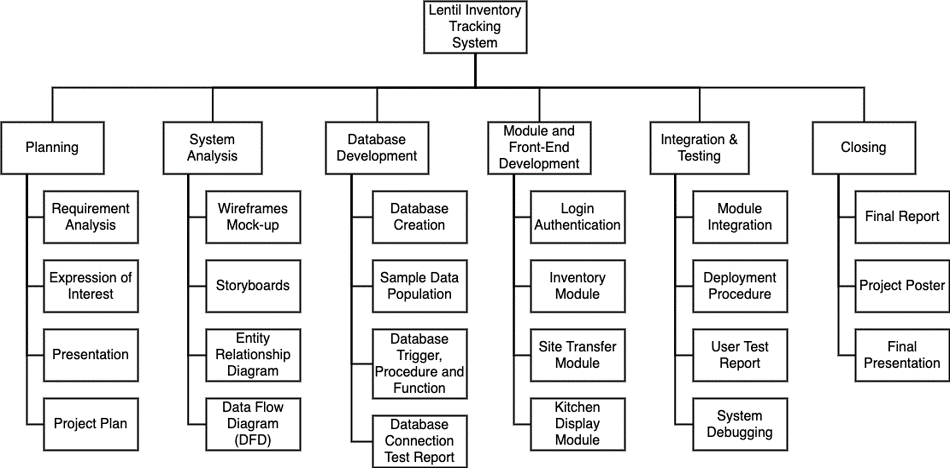 Lentil Inventory
Tracking
System
Planning
System
Analysis
Database
Development
Module and
Front-End
Development
Integration &
Testing
Closing
Requirement
Analysis
Expression of
Interest
Presentation
Project Plan
Wireframes
Mock-up
Storyboards
Entity
Relationship
Diagram
Data Flow
Diagram
(DFD)
Database
Creation
Sample Data
Population
Database
Trigger,
Procedure and
Function
Database
Connection
Test Report
Login
Authentication
Inventory
Module
Site Transfer
Module
Kitchen
Display
Module
Module
Integration
Deployment
Procedure
User Test
Report
System
Debugging
Final Report
Project Poster
Final
Presentation